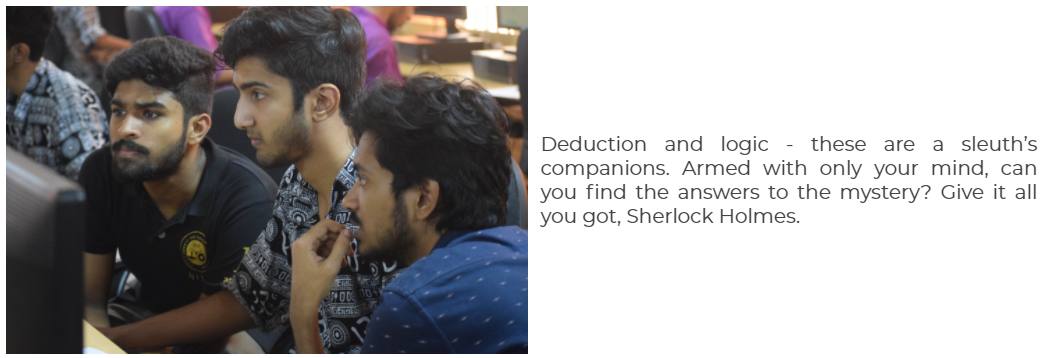 Deduction and logic - these are a sleuth's
companions. Armed with only your mind, can
you find the answers to the mystery? Give it all
you got, Sherlock Holmes.